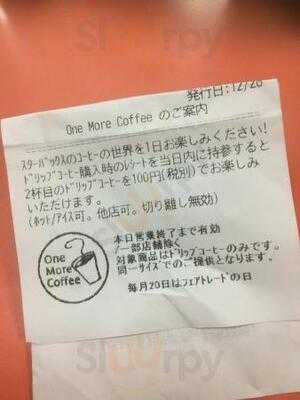 発行日:12/20
One More Coffee のご案内
スターバックスのコーヒーの世界を1日お楽しみください!
ドリップコーヒー購入時のレシートを当日内に持参すると
2杯目のドリップコーヒーを100円(税別)でお楽しみ
いただけます。
(ホット/アイス可。他店可。切り離し無効)
One
More
Coffee
本日営業終了まで有効
/一部店舗除く
対象商品はドリップコーヒーのみです。
同一サイズでのご提供となります。
毎月20日はフェアトレードの日
Sluurpy